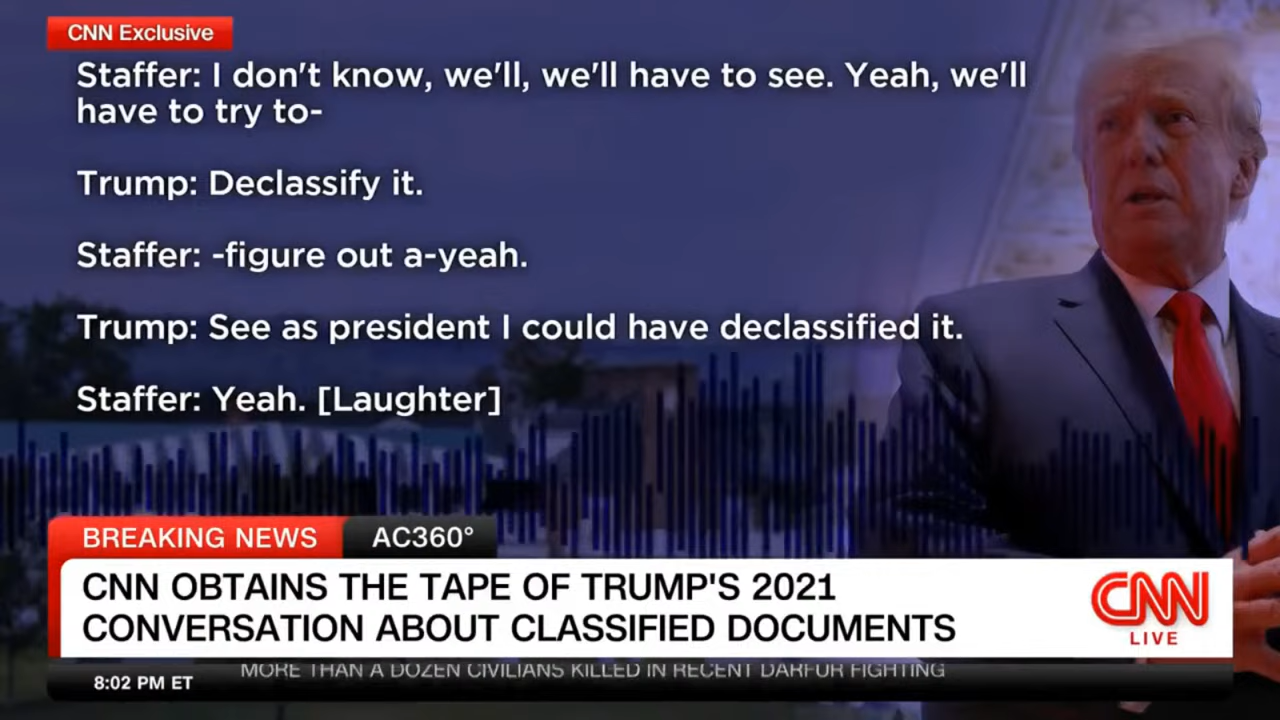 CNN Exclusive
Staffer: I don't know, we'll, we'll have to see. Yeah, we'll
have to try to-
Trump: Declassify it.
Staffer: -figure out a-yeah.
Trump: See as president I could have declassified it.
Staffer: Yeah. [Laughter]
BREAKING NEWS
AC360°
CNN OBTAINS THE TAPE OF TRUMP'S 2021
CONVERSATION ABOUT CLASSIFIED DOCUMENTS
CNN
LIVE
MORE THAN A DOZEN CIVILIANS KILLED IN RECENT DARFUR FIGHTING
8:02 PM ET